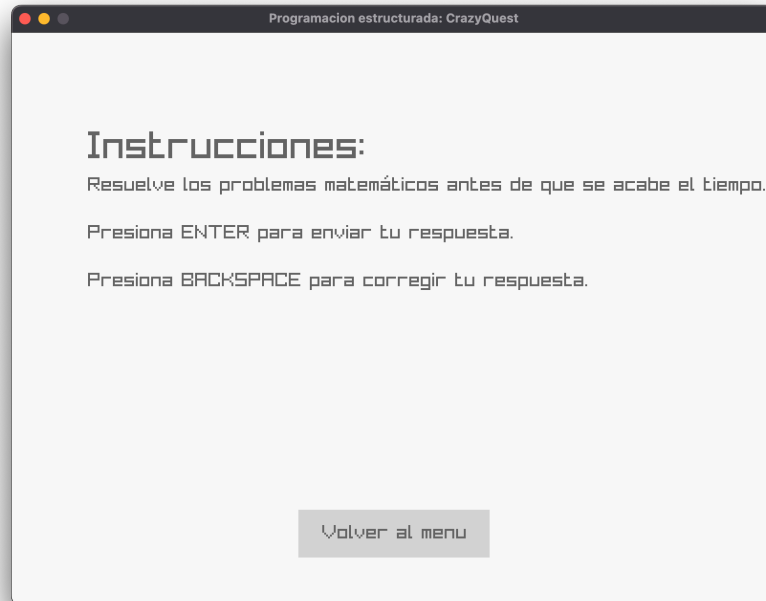 Programacion estructurada: CrazyQuest
Instrucciones:
Resuelve los problemas matemáticos antes de que se acabe el tiempo.
Presiona ENTER para enviar tu respuesta.
Presiona BACKSPACE para corregir tu respuesta.
Volver al menu